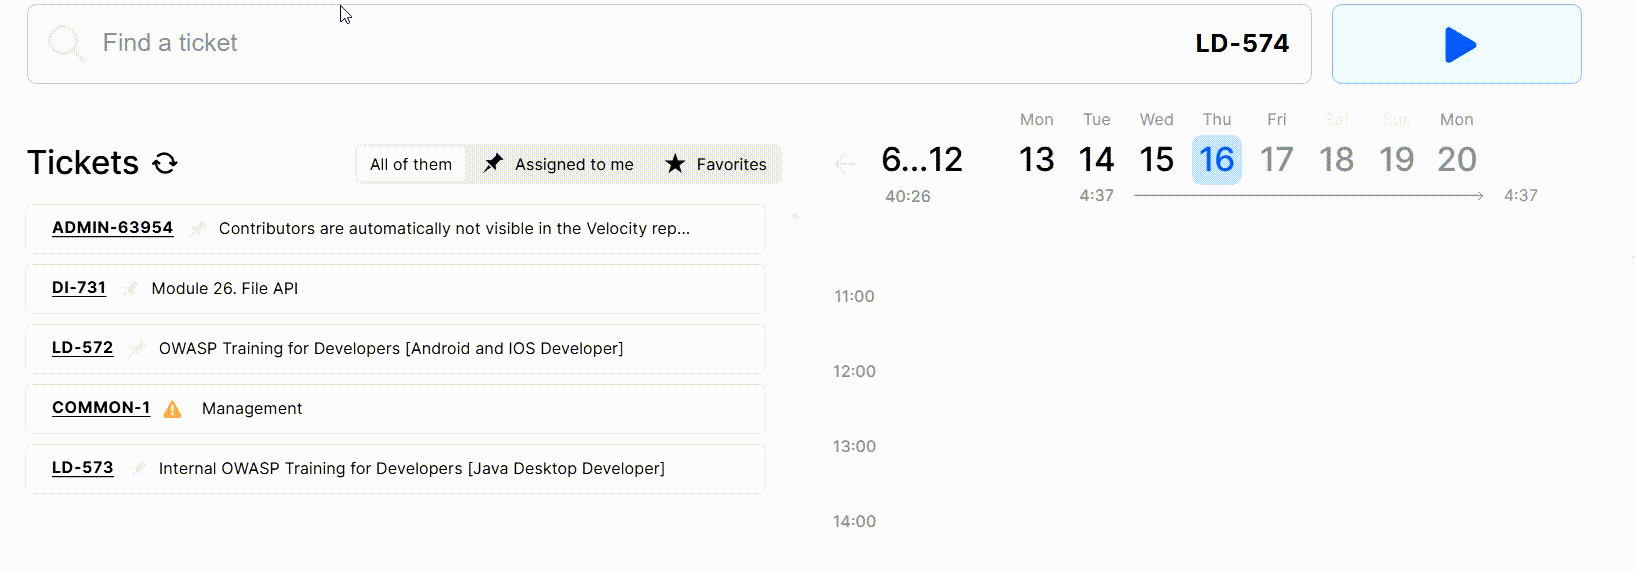 Find a ticket
LD-574
Tickets
All of them
Assigned to me
Favorites
ADMIN-63954 Contributors are automatically not visible in the Velocity rep...
DI-731 Module 26. File API
LD-572 OWASP Training for Developers [Android and IOS Developer]
COMMON-1 Management
LD-573 Internal OWASP Training for Developers [Java Desktop Developer]
Mon Tue Wed Thu Fri Sat Sun Mon
6...12 13 14 15 16 17 18 19 20
40:26 4:37 4:37
11:00
12:00
13:00
14:00